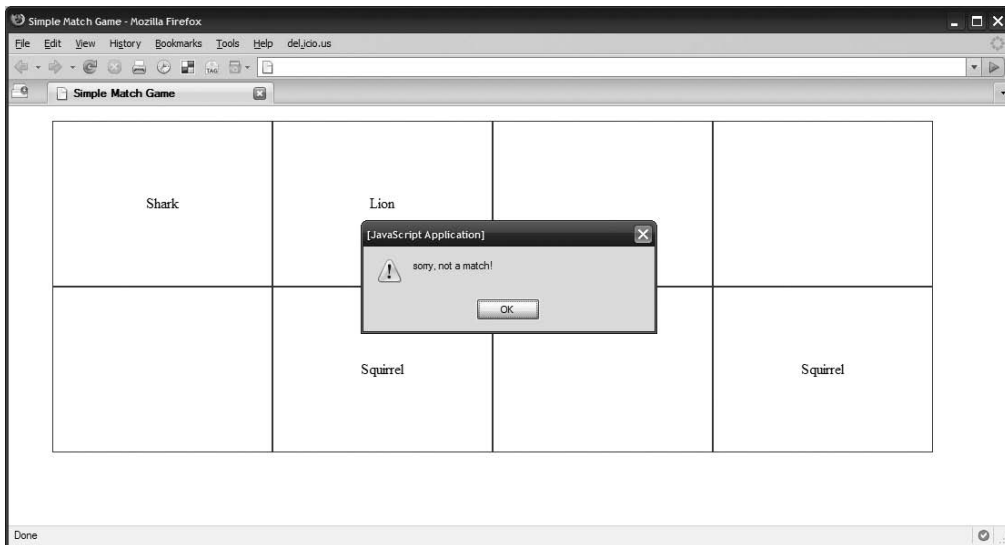 Simple Match Game - Mozilla Firefox
File Edit View History Bookmarks Tools Help del.icio.us
TAG
Simple Match Game
Shark Lion
[JavaScript Application]
sorry, not a match!
OK
Squirrel Squirrel
Done